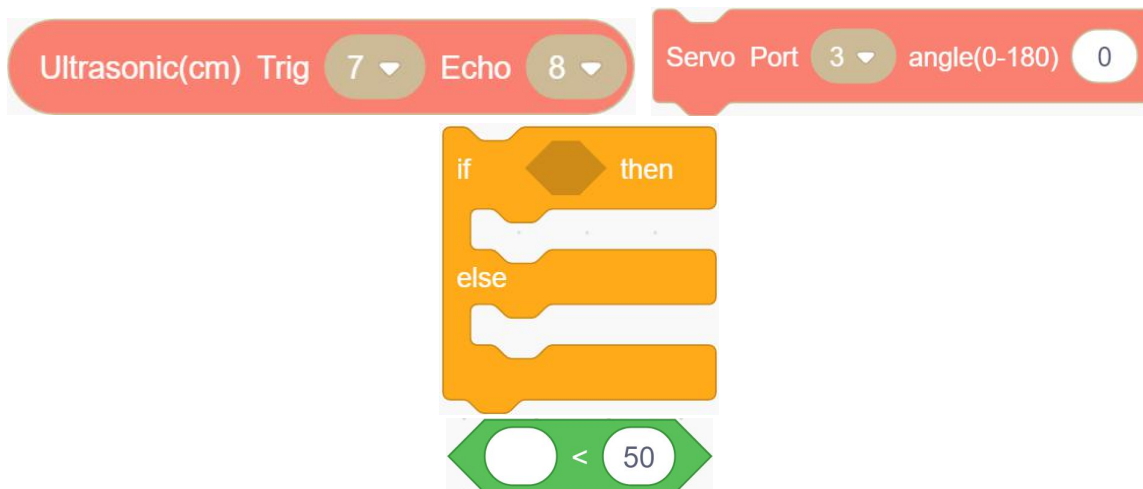 Ultrasonic(cm) Trig 7 Echo 8
Servo Port 3 angle(0-180) 0
if then
else
< 50